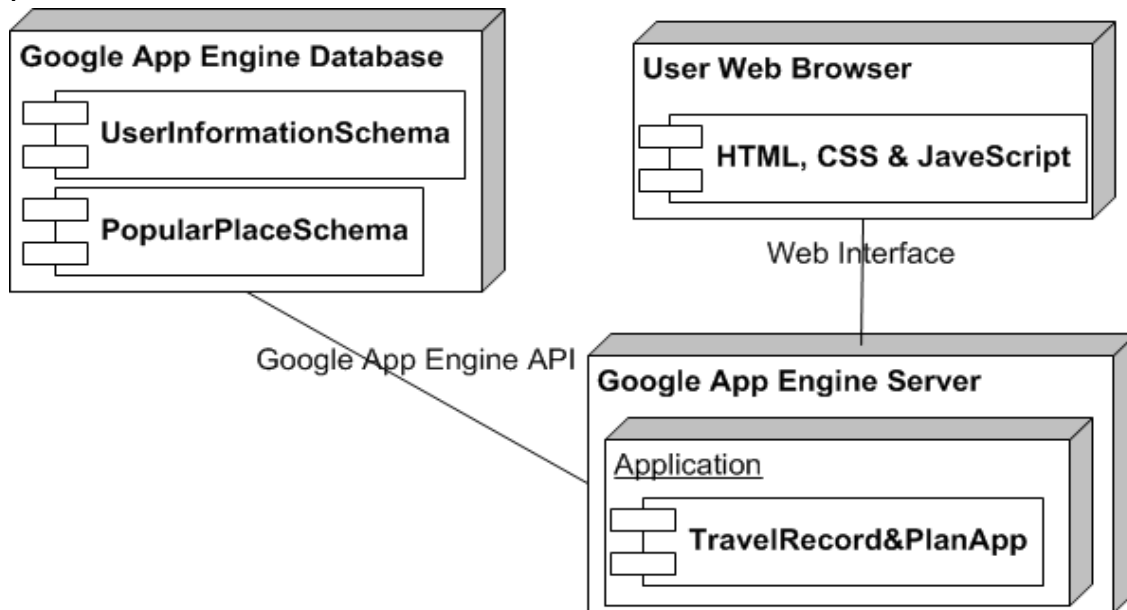 Google App Engine Database
UserInformationSchema
PopularPlaceSchema
User Web Browser
HTML, CSS & JaveScript
Web Interface
Google App Engine API
Google App Engine Server
Application
TravelRecord&PlanApp